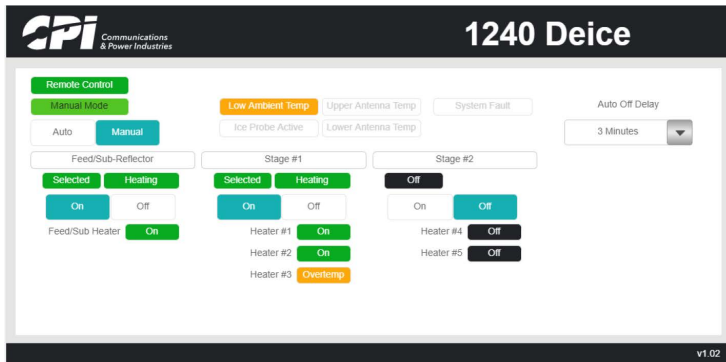 CPI Communications
& Power Industries
1240 Deice
Remote Control
Manual Mode
Low Ambient Temp Upper Antenna Temp System Fault
Auto Off Delay
Auto Manual
Ice Probe Active Lower Antenna Temp
3 Minutes
Feed/Sub-Reflector Stage #1 Stage #2
Selected Heating Selected Heating Off
On Off On Off On Off
Feed/Sub Heater On Heater #1 On Heater #4 Off
Heater #2 On Heater #5 Off
Heater #3 Overtemp
v1.02